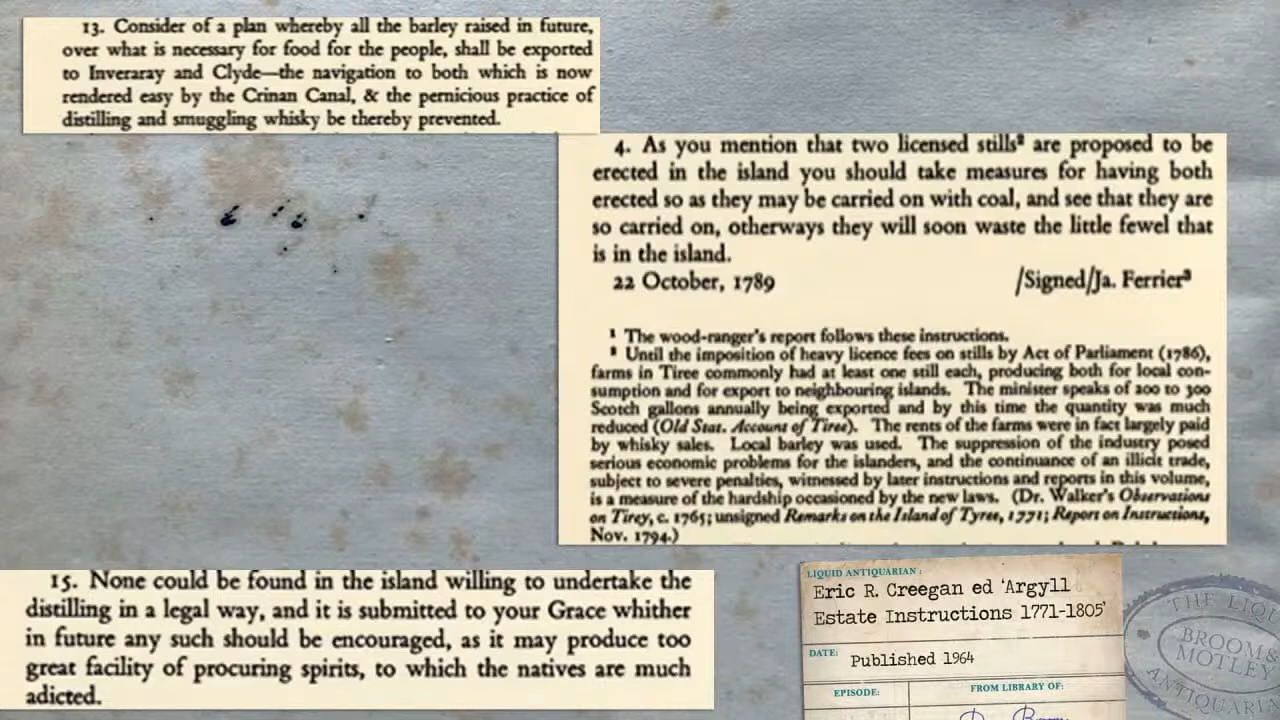 13. Consider of a plan whereby all the barley raised in future,
over what is necessary for food for the people, shall be exported
to Inveraray and Clyde—the navigation to both which is now
rendered easy by the Crinan Canal, & the pernicious practice of
distilling and smuggling whisky be thereby prevented.
4. As you mention that two licensed stills² are proposed to be
erected in the island you should take measures for having both
erected so as they may be carried on with coal, and see that they are
so carried on, otherways they will soon waste the little fewel that
is in the island.
22 October, 1789 /Signed/Ja. Ferrier³
¹ The wood-ranger's report follows these instructions.
² Until the imposition of heavy licence fees on stills by Act of Parliament (1786),
farms in Tiree commonly had at least one still each, producing both for local con-
sumption and for export to neighbouring islands. The minister speaks of 200 to 300
Scotch gallons annually being exported and by this time the quantity was much
reduced (Old Stat. Account of Tiree). The rents of the farms were in fact largely paid
by whisky sales. Local barley was used. The suppression of the industry posed
serious economic problems for the islanders, and the continuance of an illicit trade,
subject to severe penalties, witnessed by later instructions and reports in this volume,
is a measure of the hardship occasioned by the new laws. (Dr. Walker's Observations
on Tirey, c. 1765; unsigned Remarks on the Island of Tyree, 1771; Report on Instructions,
Nov. 1794.)
15. None could be found in the island willing to undertake the
distilling in a legal way, and it is submitted to your Grace whither
in future any such should be encouraged, as it may produce too
great facility of procuring spirits, to which the natives are much
adicted.
LIQUID ANTIQUARIAN:
Eric R. Creegan ed 'Argyll
Estate Instructions 1771-1805'
DATE: Published 1964
EPISODE: FROM LIBRARY OF:
THE LIQU
BROOM &
MOTLEY
ANTIQUARI